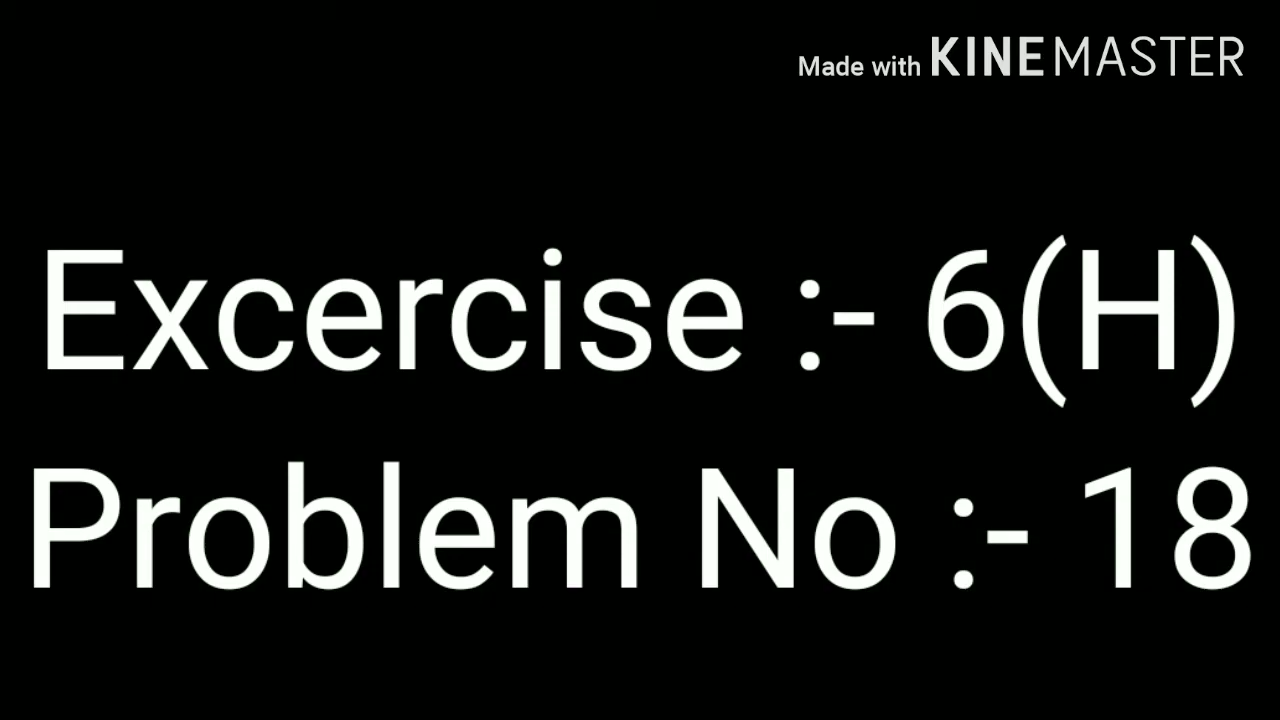 Made with KINEMASTER
Excercise :- 6(H)
Problem No :- 18